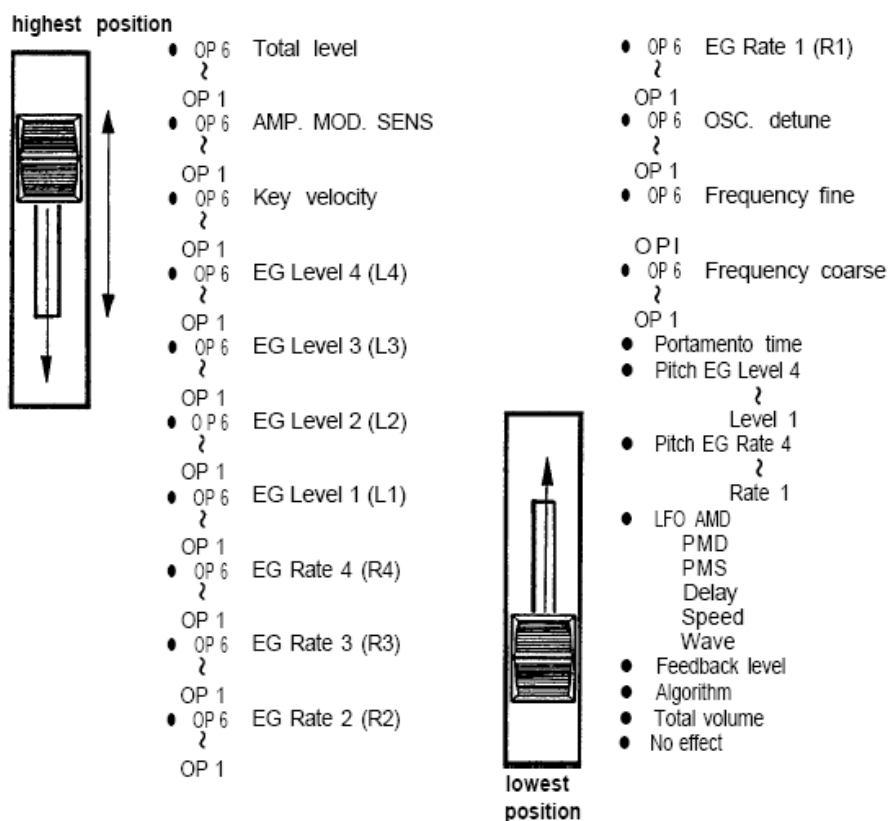 highest position
● OP 6 Total level
≀
OP 1
● OP 6 AMP. MOD. SENS
≀
OP 1
● OP 6 Key velocity
≀
OP 1
● OP 6 EG Level 4 (L4)
≀
OP 1
● OP 6 EG Level 3 (L3)
≀
OP 1
● OP 6 EG Level 2 (L2)
≀
OP 1
● OP 6 EG Level 1 (L1)
≀
OP 1
● OP 6 EG Rate 4 (R4)
≀
OP 1
● OP 6 EG Rate 3 (R3)
≀
OP 1
● OP 6 EG Rate 2 (R2)
≀
OP 1
● OP 6 EG Rate 1 (R1)
≀
OP 1
● OP 6 OSC. detune
≀
OP 1
● OP 6 Frequency fine
OPI
● OP 6 Frequency coarse
≀
OP 1
● Portamento time
● Pitch EG Level 4
≀
Level 1
● Pitch EG Rate 4
≀
Rate 1
● LFO AMD
PMD
PMS
Delay
Speed
Wave
● Feedback level
● Algorithm
● Total volume
● No effect
lowest
position